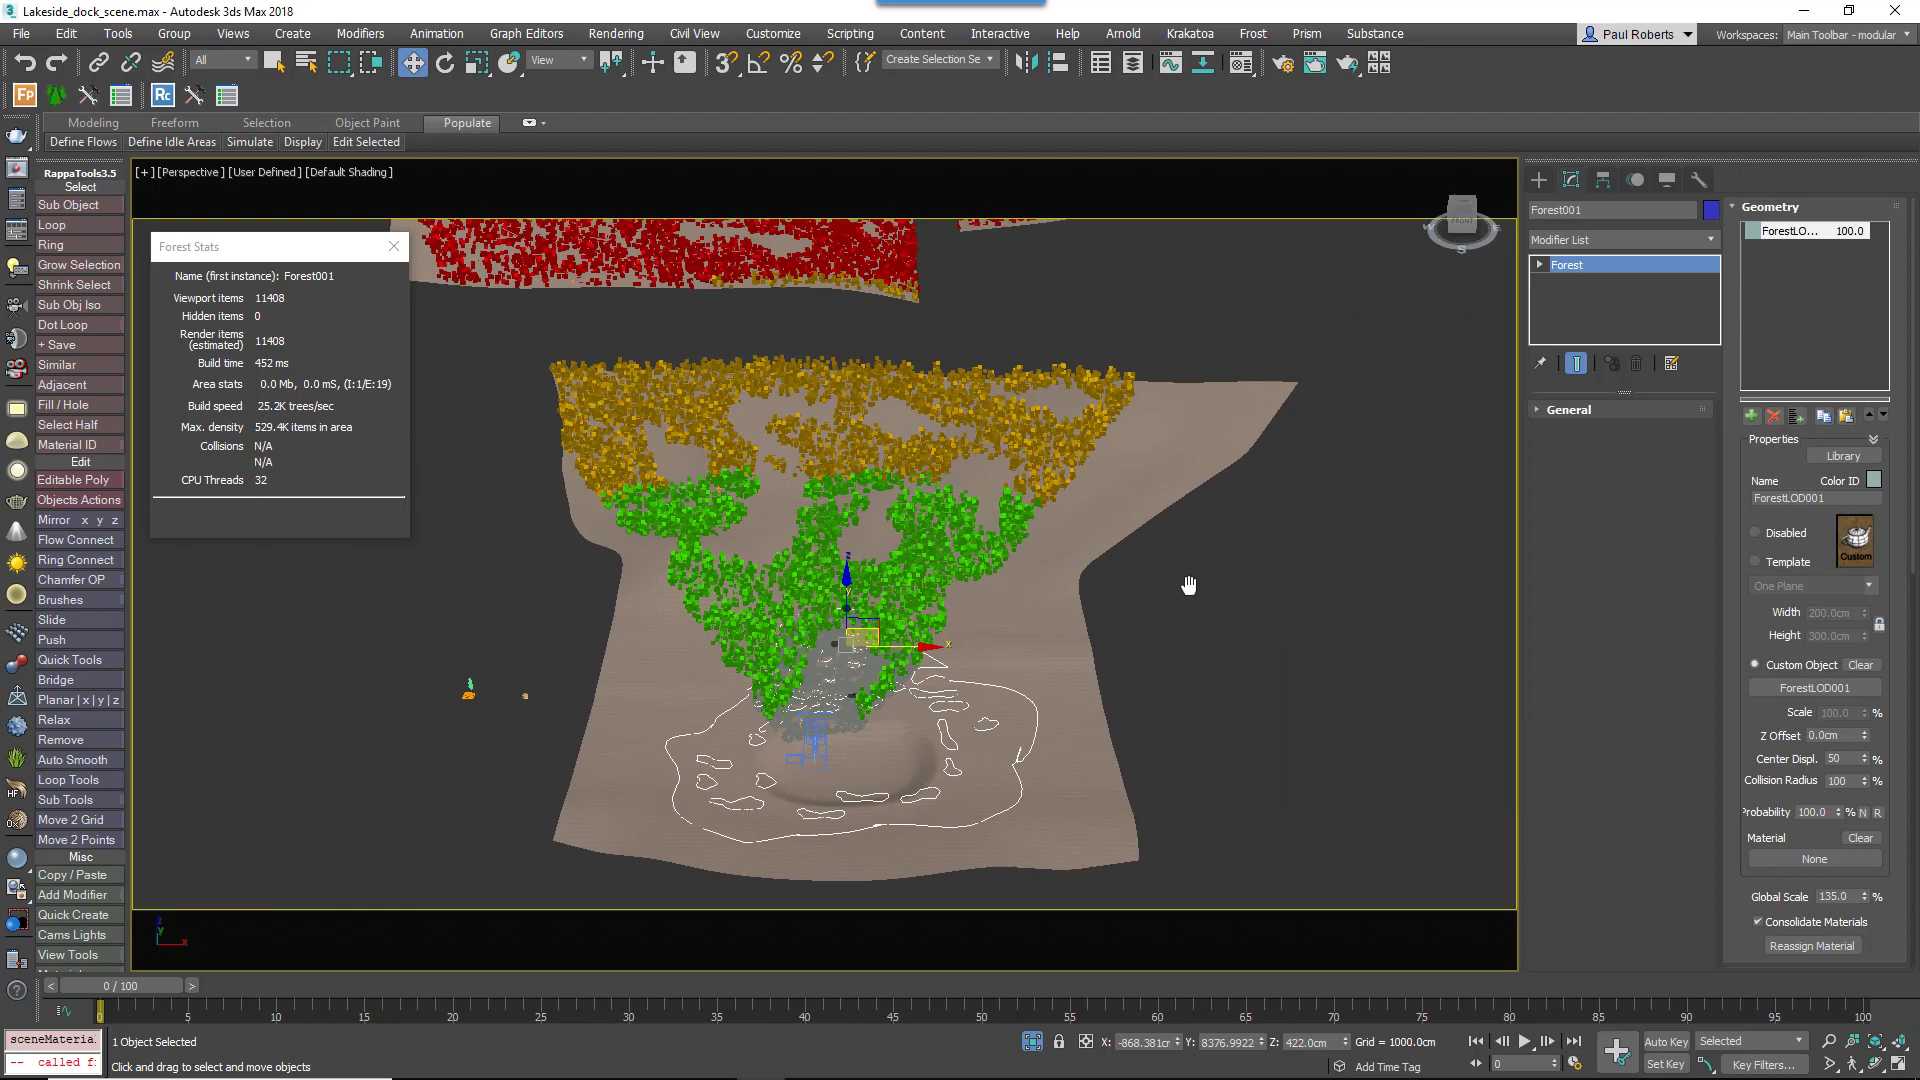 Lakeside_dock_scene.max - Autodesk 3ds Max 2018
File Edit Tools Group Views Create Modifiers Animation Graph Editors Rendering Civil View Customize Scripting Content Interactive Help Arnold Krakatoa Frost Prism Substance
Paul Roberts
Workspaces: Main Toolbar - modular
All
View
Create Selection Se
Fp
Rc
Modeling Freeform Selection Object Paint Populate
Define Flows Define Idle Areas Simulate Display Edit Selected
RappaTools3.5
Select
Sub Object
Loop
Ring
Grow Selection
Shrink Select
Sub Obj Iso
Dot Loop
+ Save
Similar
Adjacent
Fill / Hole
Select Half
Material ID
Edit
Editable Poly
Objects Actions
Mirror x y z
Flow Connect
Ring Connect
Chamfer OP
Brushes
Slide
Push
Quick Tools
Bridge
Planar | x | y | z
Relax
Remove
Auto Smooth
Loop Tools
Sub Tools
Move 2 Grid
Move 2 Points
Misc
Copy / Paste
Add Modifier
Quick Create
Cams Lights
View Tools
[+] [Perspective ] [User Defined ] [Default Shading ]
Forest Stats
Name (first instance): Forest001
Viewport items 11408
Hidden items 0
Render items (estimated) 11408
Build time 452 ms
Area stats 0.0 Mb, 0.0 mS, (I:1/E:19)
Build speed 25.2K trees/sec
Max. density 529.4K items in area
Collisions N/A
N/A
CPU Threads 32
Forest001
Modifier List
Forest
General
Geometry
ForestLO... 100.0
Properties
Library
Name Color ID
ForestLOD001
Disabled
Custom
Template
One Plane
Width 200.0cm
Height 300.0cm
Custom Object Clear
ForestLOD001
Scale 100.0 %
Z Offset 0.0cm
Center Displ. 50 %
Collision Radius 100 %
Probability 100.0 % N R
Material Clear
None
Global Scale 135.0 %
Consolidate Materials
Reassign Material
< 0 / 100 >
0 5 10 15 20 25 30 35 40 45 50 55 60 65 70 75 80 85 90 95 100
sceneMateria
-- called f
1 Object Selected
Click and drag to select and move objects
X: -868.381cm Y: 8376.9922 Z: 422.0cm Grid = 1000.0cm
Add Time Tag
0
Auto Key Selected
Set Key Key Filters...